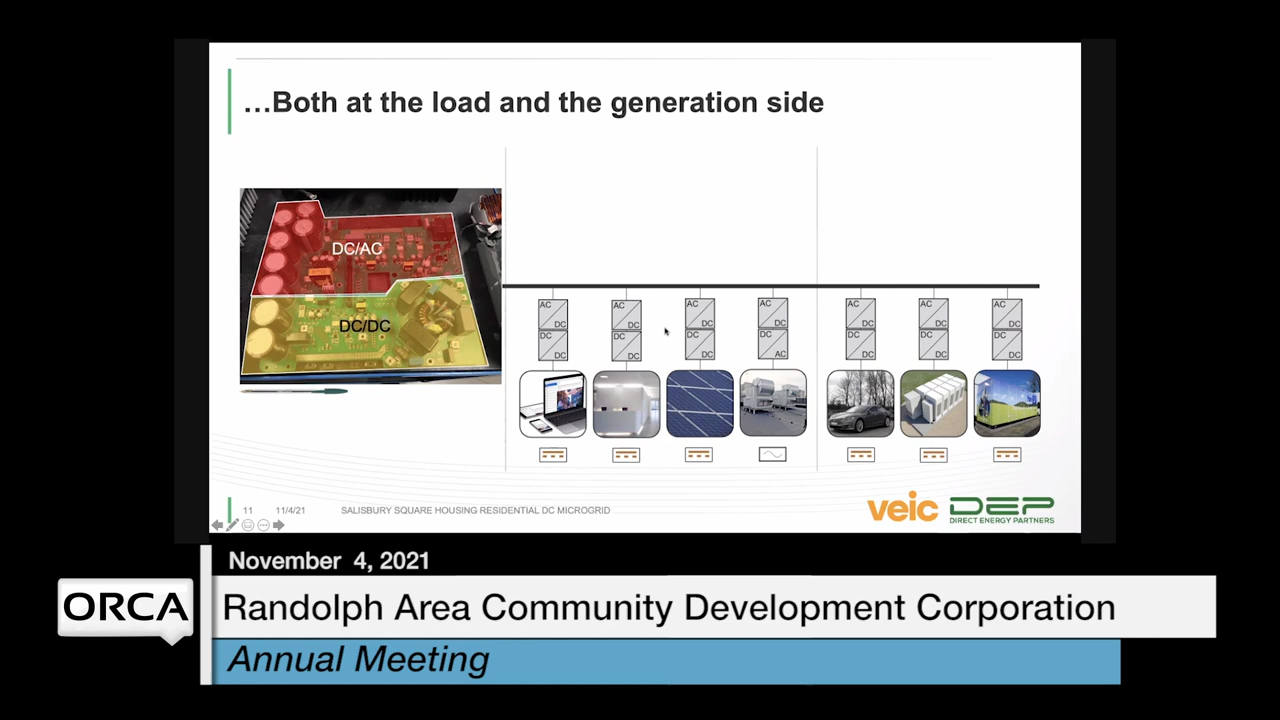 …Both at the load and the generation side
DC/AC
DC/DC
AC AC AC AC AC AC AC
DC DC DC DC DC DC DC
DC DC DC DC DC DC DC
DC DC DC AC DC DC DC
11 11/4/21 SALISBURY SQUARE HOUSING RESIDENTIAL DC MICROGRID
veic DEP
DIRECT ENERGY PARTNERS
November 4, 2021
ORCA
Randolph Area Community Development Corporation
Annual Meeting